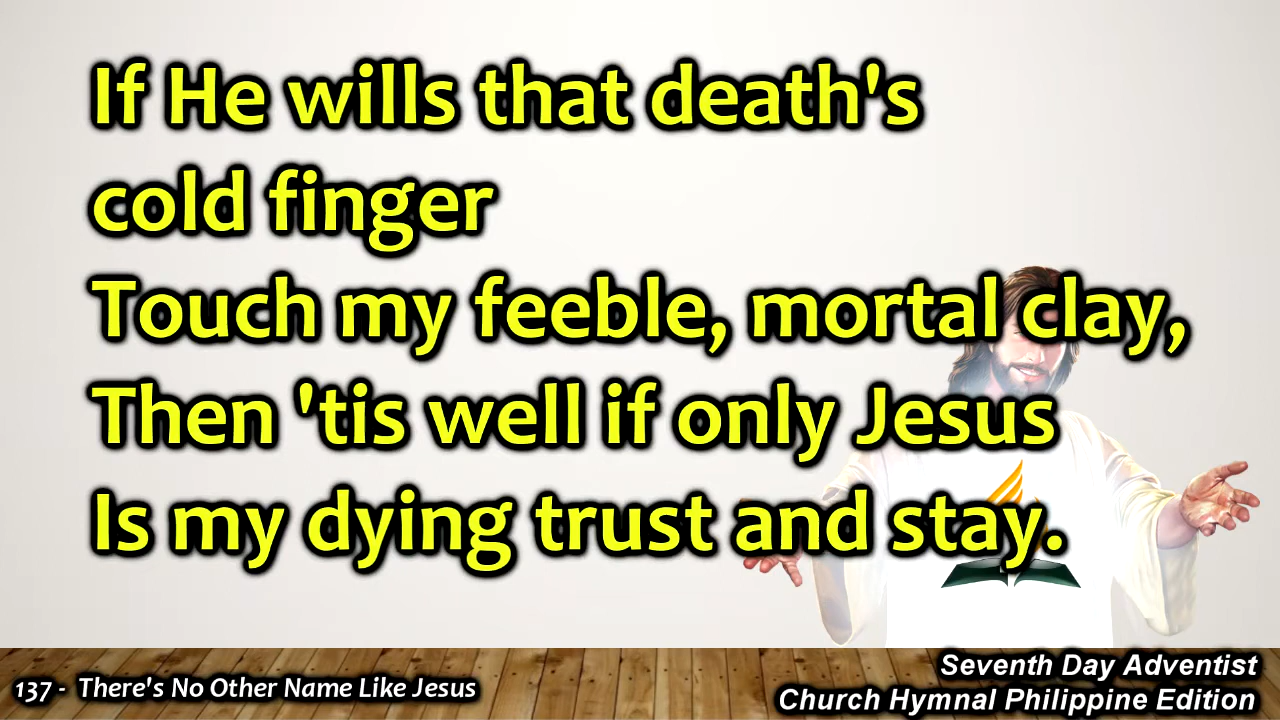 If He wills that death's
cold finger
Touch my feeble, mortal clay,
Then 'tis well if only Jesus
Is my dying trust and stay.
137 - There's No Other Name Like Jesus
Seventh Day Adventist
Church Hymnal Philippine Edition